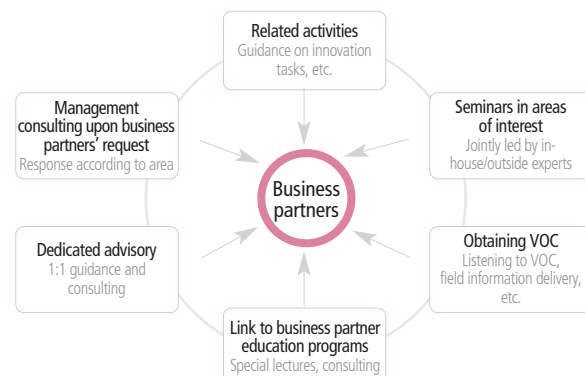 Related activities
Guidance on innovation
tasks, etc.
Management
consulting upon business
partners' request
Response according to area
Seminars in areas
of interest
Jointly led by in-
house/outside experts
Business
partners
Dedicated advisory
1:1 guidance and
consulting
Obtaining VOC
Listening to VOC,
field information delivery,
etc.
Link to business partner
education programs
Special lectures, consulting